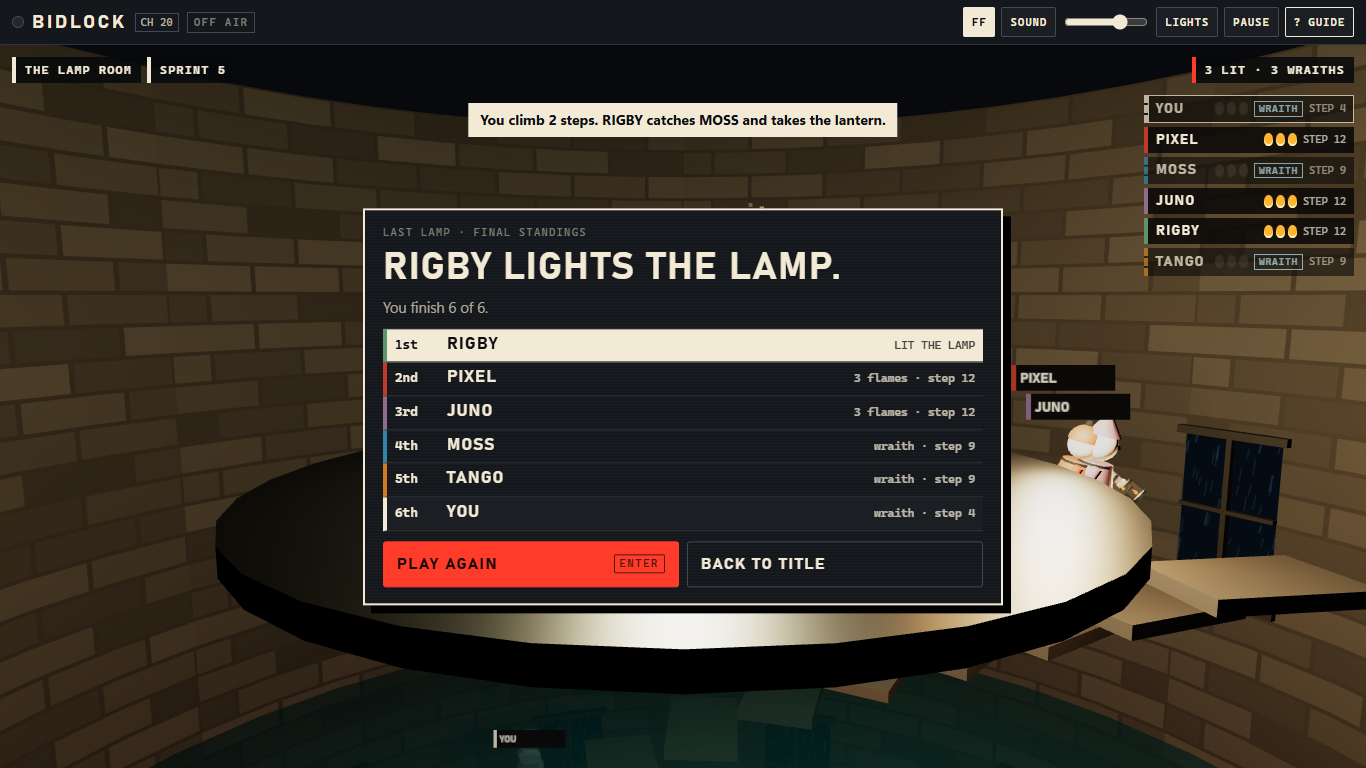 BIDLOCK CH 20 OFF AIR FF SOUND LIGHTS PAUSE ? GUIDE
THE LAMP ROOM SPRINT 5 3 LIT · 3 WRAITHS
YOU WRAITH STEP 4
You climb 2 steps. RIGBY catches MOSS and takes the lantern.
PIXEL STEP 12
MOSS WRAITH STEP 9
JUNO STEP 12
RIGBY STEP 12
TANGO WRAITH STEP 9
LAST LAMP · FINAL STANDINGS
RIGBY LIGHTS THE LAMP.
You finish 6 of 6.
1st RIGBY LIT THE LAMP
2nd PIXEL 3 flames · step 12
3rd JUNO 3 flames · step 12
4th MOSS wraith · step 9
5th TANGO wraith · step 9
6th YOU wraith · step 4
PLAY AGAIN ENTER BACK TO TITLE
PIXEL
JUNO
YOU